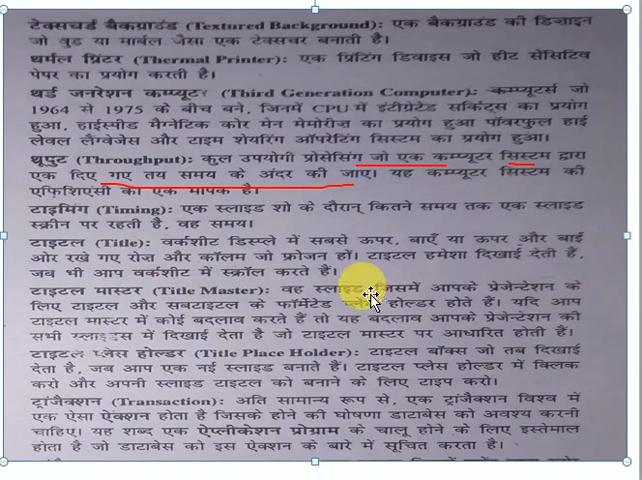 टेक्सचर्ड बैकग्राउंड (Textured Background): एक बैकग्राउंड की डिजाइन
जो वुड या मार्बल जैसा एक टेक्सचर बनाती है।
थर्मल प्रिंटर (Thermal Printer): एक प्रिंटिंग डिवाइस जो हीट सेंसिटिव
पेपर का प्रयोग करती है।
थर्ड जनरेशन कम्प्यूटर (Third Generation Computer): कम्प्यूटर्स जो
1964 से 1975 के बीच बने, जिनमें CPU में इंटीग्रेटेड सर्किट्स का प्रयोग
हुआ, हाईस्पीड मैग्नेटिक कोर मेन मेमोरीज़ का प्रयोग हुआ पॉवरफुल हाई
लेवल लैंग्वेजेस और टाइम शेयरिंग ऑपरेटिंग सिस्टम का प्रयोग हुआ।
थ्रूपुट (Throughput): कुल उपयोगी प्रोसेसिंग जो एक कम्प्यूटर सिस्टम द्वारा
एक दिए गए तय समय के अंदर की जाए। यह कम्प्यूटर सिस्टम की
एफिशिएंसी का एक मापक है।
टाइमिंग (Timing): एक स्लाइड शो के दौरान् कितने समय तक एक स्लाइड
स्क्रीन पर रहती है, वह समय।
टाइटल (Title): वर्कशीट डिस्प्ले में सबसे ऊपर, बाएँ या ऊपर और बाई
ओर रखे गए रोज़ और कॉलम जो फ्रोजन हों। टाइटल हमेशा दिखाई देती हैं,
जब भी आप वर्कशीट में स्क्रॉल करते हैं।
टाइटल मास्टर (Title Master): वह स्लाइड जिसमें आपके प्रेजेन्टेशन के
लिए टाइटल और सबटाइटल के फॉर्मेटेड प्लेस होल्डर होते हैं। यदि आप
टाइटल मास्टर में कोई बदलाव करते हैं तो यह बदलाव आपके प्रेजेन्टेशन की
सभी स्लाइड्स में दिखाई देता है जो टाइटल मास्टर पर आधारित होती हैं।
टाइटल प्लेस होल्डर (Title Place Holder): टाइटल बॉक्स जो तब दिखाई
देता है, जब आप एक नई स्लाइड बनाते हैं। टाइटल प्लेस होल्डर में क्लिक
करो और अपनी स्लाइड टाइटल को बनाने के लिए टाइप करो।
ट्रांजैक्शन (Transaction): अति सामान्य रूप से, एक ट्रांजैक्शन विश्व में
एक ऐसा ऐक्शन होता है जिसके होने की घोषणा डाटाबेस को अवश्य करनी
चाहिए। यह शब्द एक ऐप्लीकेशन प्रोग्राम के चालू होने के लिए इस्तेमाल
होता है जो डाटाबेस को इस ऐक्शन के बारे में सूचित करता है।